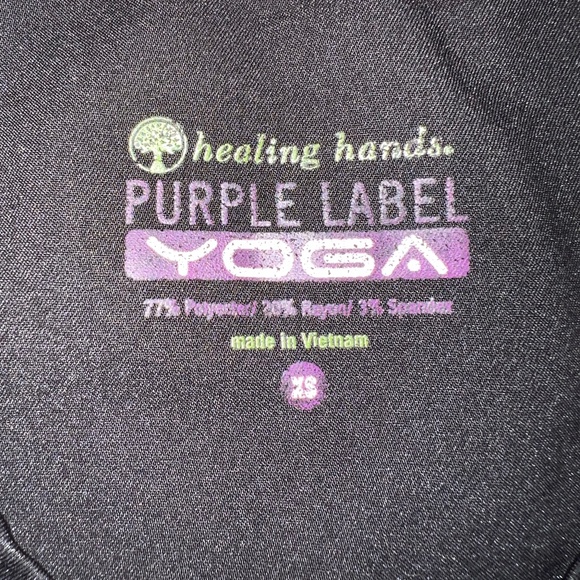 healing hands.
PURPLE LABEL
YOGA
77% Polyester/ 20% Rayon/ 3% Spandex
made in Vietnam
XS